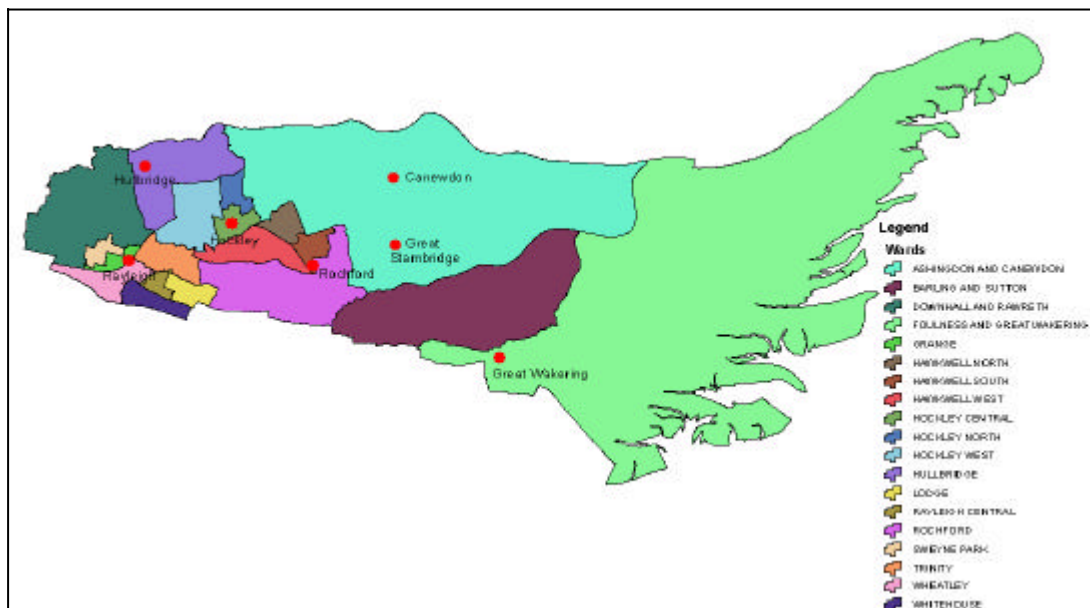 Hullbridge
Canewdon
Hockley
Great
Stambridge
Rayleigh
Rochford
Great Wakering
Legend
Wards
ASHINGDON AND CANEWDON
BARLING AND SUTTON
DOWNHALL AND RAWRETH
FOULNESS AND GREAT WAKERING
GRANGE
HAWKWELL NORTH
HAWKWELL SOUTH
HAWKWELL WEST
HOCKLEY CENTRAL
HOCKLEY NORTH
HOCKLEY WEST
HULLBRIDGE
LODGE
RAYLEIGH CENTRAL
ROCHFORD
SWEYNE PARK
TRINITY
WHEATLEY
WHITEHOUSE